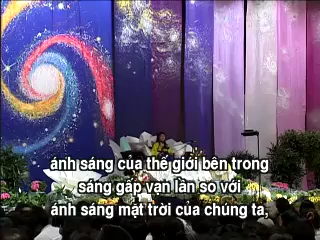 ánh sáng của thế giới bên trong
sáng gấp vạn lần so với
ánh sáng mặt trời của chúng ta,